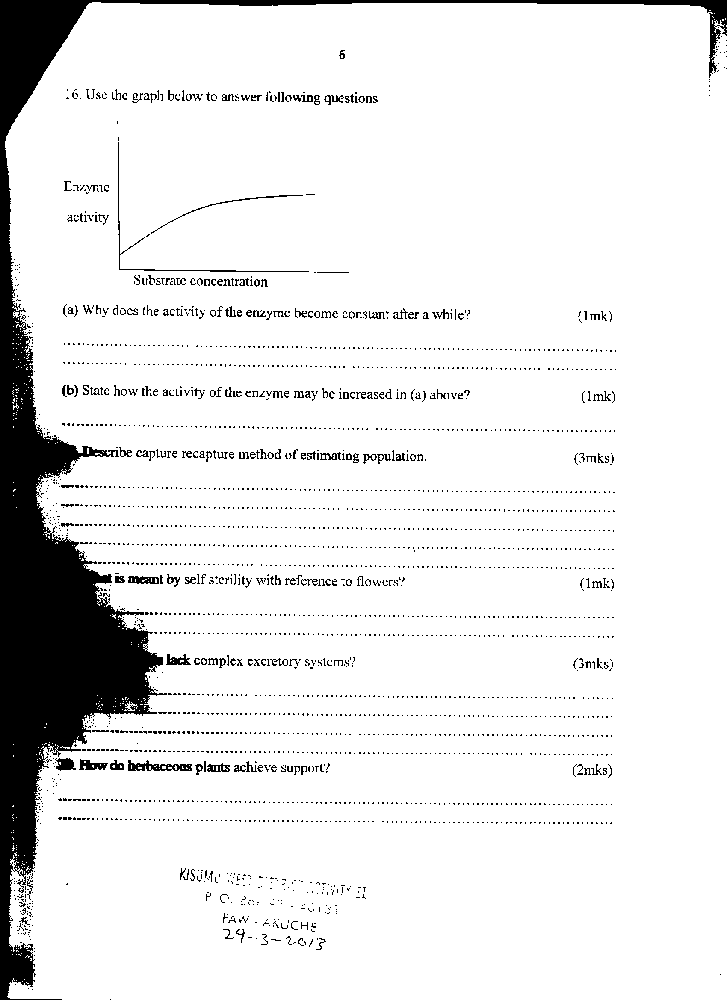 6
16. Use the graph below to answer following questions
Enzyme
activity
Substrate concentration
(a) Why does the activity of the enzyme become constant after a while? (1mk)
(b) State how the activity of the enzyme may be increased in (a) above? (1mk)
Describe capture recapture method of estimating population. (3mks)
is meant by self sterility with reference to flowers? (1mk)
lack complex excretory systems? (3mks)
20. How do herbaceous plants achieve support? (2mks)
KISUMU WEST DISTRICT ACTIVITY II
P. O. Box 92 - 40131
PAW - AKUCHE
29-3-2013